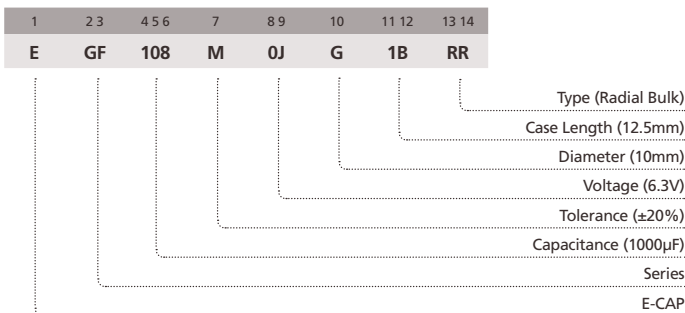 1 2 3 4 5 6 7 8 9 10 11 12 13 14
E GF 108 M 0J G 1B RR
Type (Radial Bulk)
Case Length (12.5mm)
Diameter (10mm)
Voltage (6.3V)
Tolerance (±20%)
Capacitance (1000µF)
Series
E-CAP